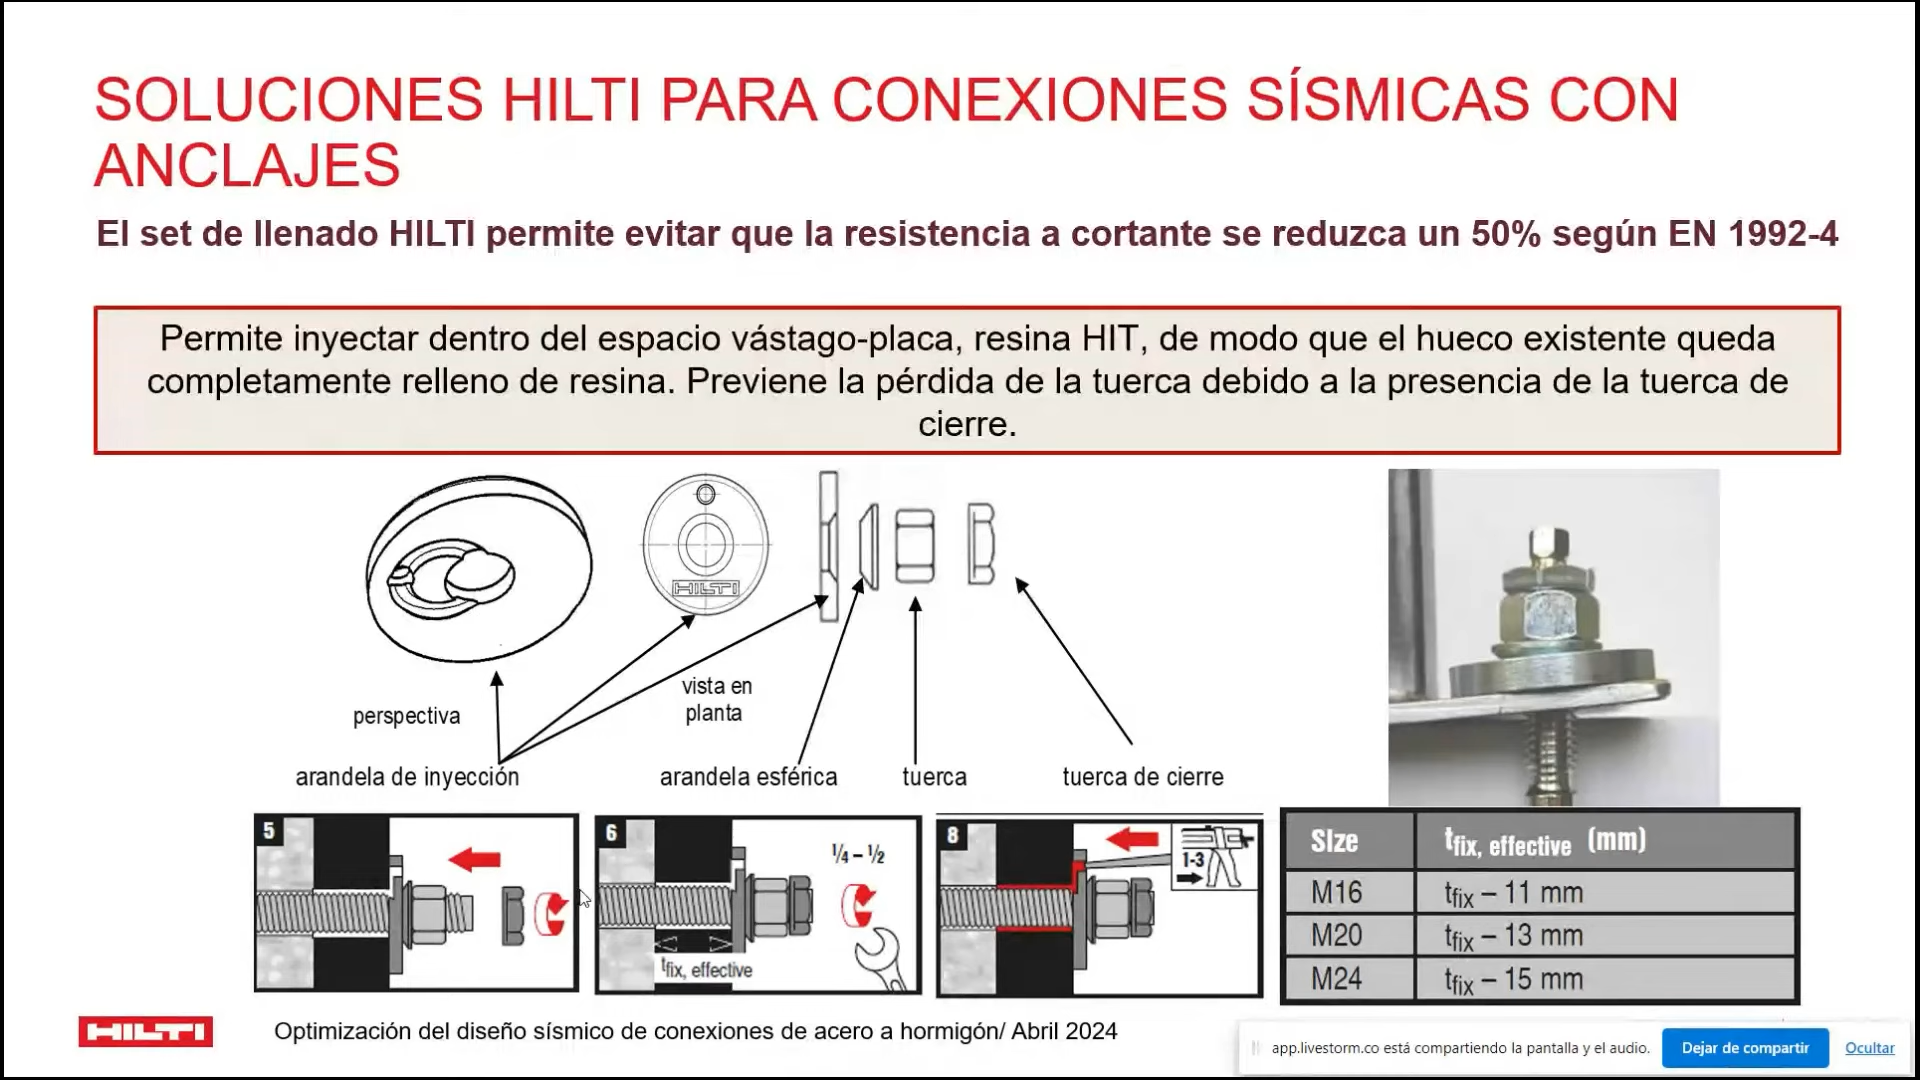 SOLUCIONES HILTI PARA CONEXIONES SÍSMICAS CON
ANCLAJES
El set de llenado HILTI permite evitar que la resistencia a cortante se reduzca un 50% según EN 1992-4
Permite inyectar dentro del espacio vástago-placa, resina HIT, de modo que el hueco existente queda
completamente relleno de resina. Previene la pérdida de la tuerca debido a la presencia de la tuerca de
cierre.
HILTI
perspectiva
vista en
planta
arandela de inyección
arandela esférica
tuerca
tuerca de cierre
5
6
¼ – ½
tfix, effective
8
1-3
Size tfix, effective (mm)
M16 tfix – 11 mm
M20 tfix – 13 mm
M24 tfix – 15 mm
HILTI
Optimización del diseño sísmico de conexiones de acero a hormigón/ Abril 2024
app.livestorm.co está compartiendo la pantalla y el audio.
Dejar de compartir
Ocultar